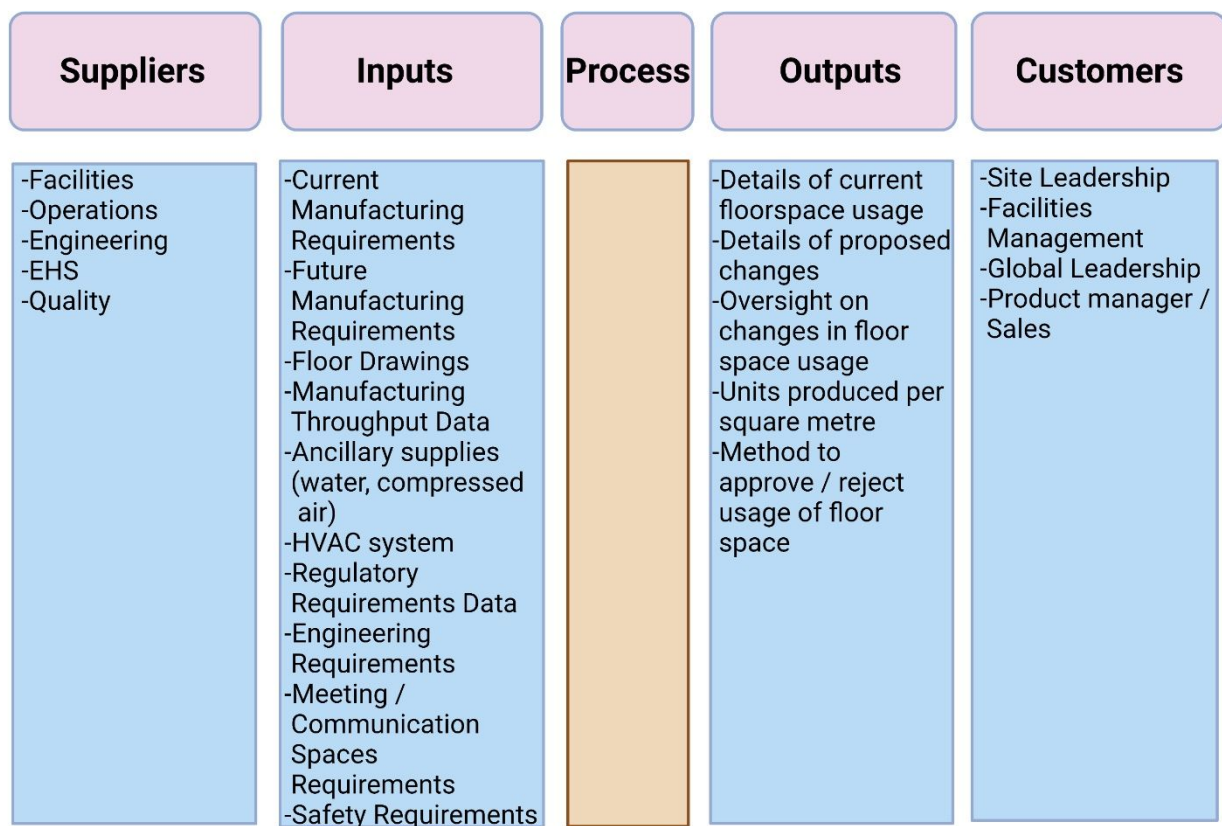 Suppliers
Inputs
Process
Outputs
Customers
-Facilities
-Operations
-Engineering
-EHS
-Quality
-Current
Manufacturing
Requirements
-Future
Manufacturing
Requirements
-Floor Drawings
-Manufacturing
Throughput Data
-Ancillary supplies
(water, compressed
air)
-HVAC system
-Regulatory
Requirements Data
-Engineering
Requirements
-Meeting /
Communication
Spaces
Requirements
-Safety Requirements
-Details of current
floorspace usage
-Details of proposed
changes
-Oversight on
changes in floor
space usage
-Units produced per
square metre
-Method to
approve / reject
usage of floor
space
-Site Leadership
-Facilities
Management
-Global Leadership
-Product manager /
Sales